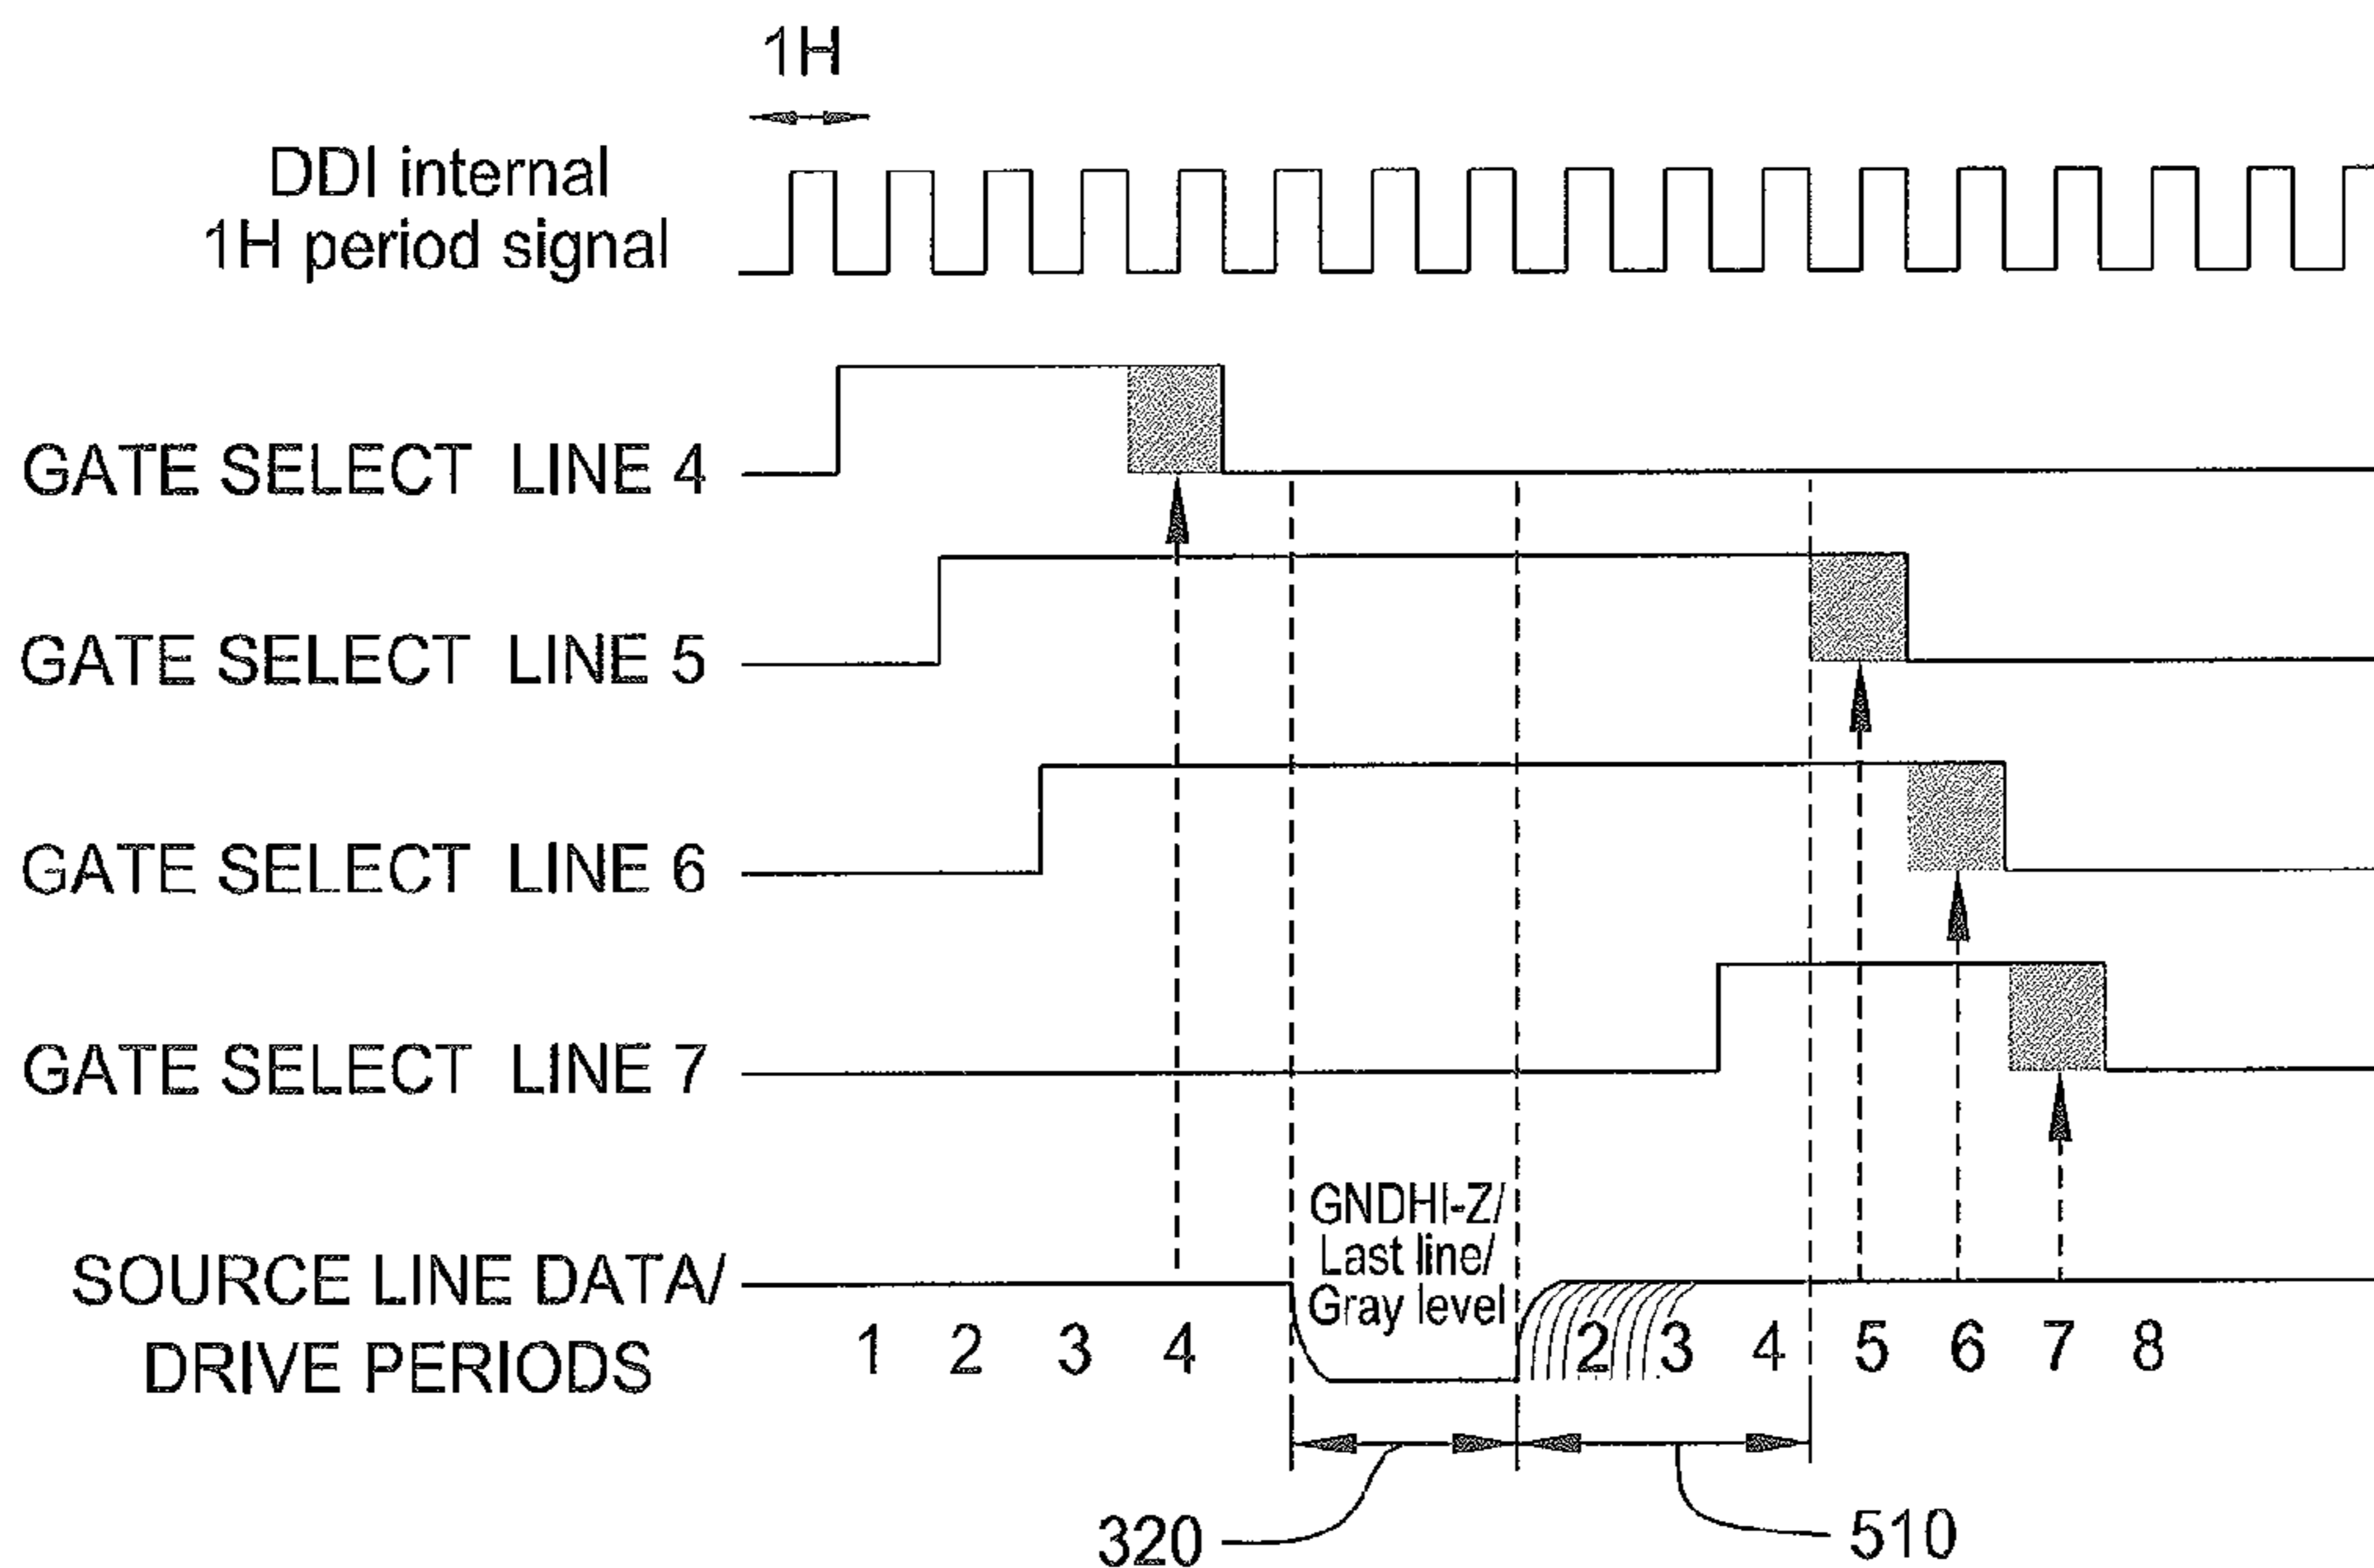 1H
DDI internal
1H period signal
GATE SELECT LINE 4
GATE SELECT LINE 5
GATE SELECT LINE 6
GATE SELECT LINE 7
GNDHI-Z/
Last line/
Gray level
SOURCE LINE DATA/
DRIVE PERIODS
1 2 3 4 2 3 4 5 6 7 8
320
510